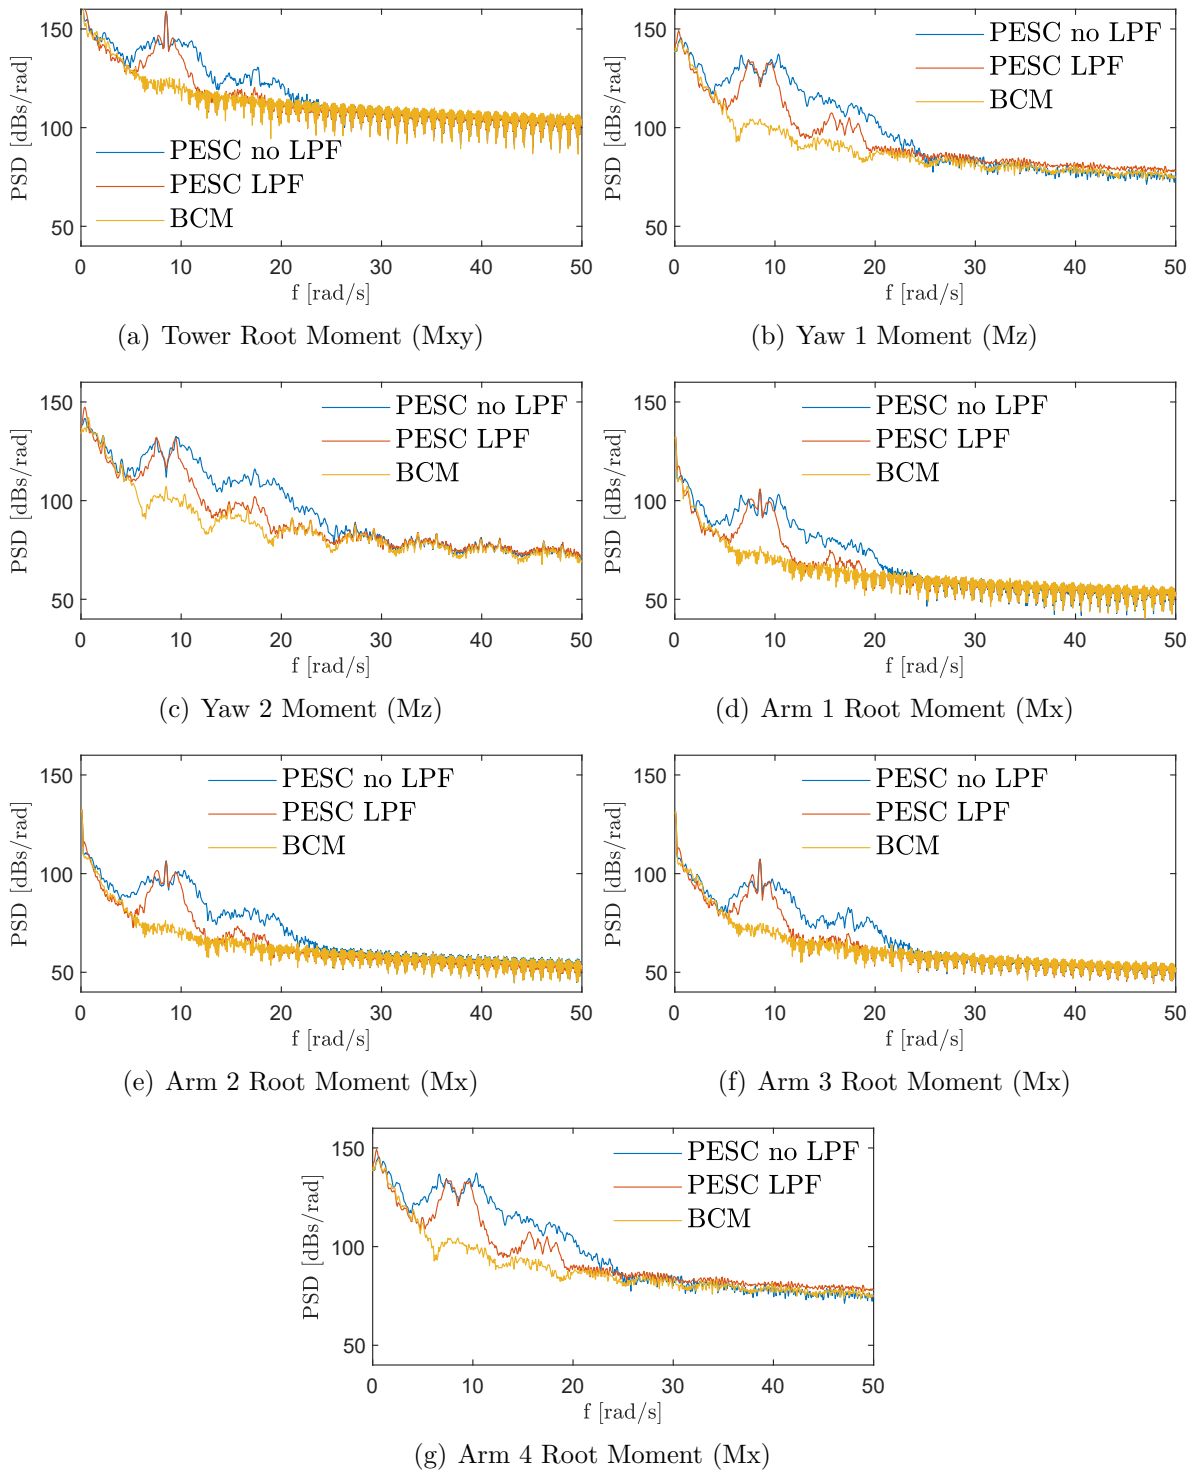 150
100
50
PSD [dBs/rad]
PESC no LPF
PESC LPF
BCM
0 10 20 30 40 50
f [rad/s]
(a) Tower Root Moment (Mxy)
150
100
50
PSD [dBs/rad]
PESC no LPF
PESC LPF
BCM
0 10 20 30 40 50
f [rad/s]
(b) Yaw 1 Moment (Mz)
150
100
50
PSD [dBs/rad]
PESC no LPF
PESC LPF
BCM
0 10 20 30 40 50
f [rad/s]
(c) Yaw 2 Moment (Mz)
150
100
50
PSD [dBs/rad]
PESC no LPF
PESC LPF
BCM
0 10 20 30 40 50
f [rad/s]
(d) Arm 1 Root Moment (Mx)
150
100
50
PSD [dBs/rad]
PESC no LPF
PESC LPF
BCM
0 10 20 30 40 50
f [rad/s]
(e) Arm 2 Root Moment (Mx)
150
100
50
PSD [dBs/rad]
PESC no LPF
PESC LPF
BCM
0 10 20 30 40 50
f [rad/s]
(f) Arm 3 Root Moment (Mx)
150
100
50
PSD [dBs/rad]
PESC no LPF
PESC LPF
BCM
0 10 20 30 40 50
f [rad/s]
(g) Arm 4 Root Moment (Mx)